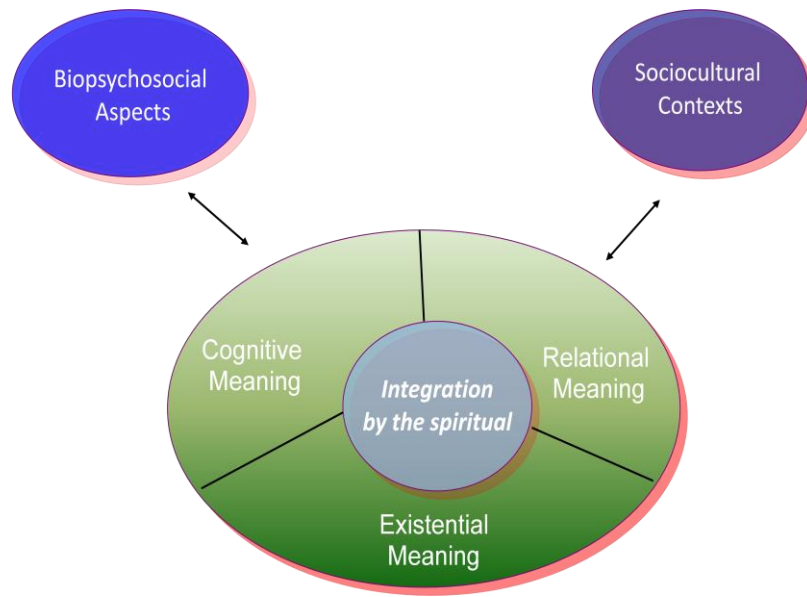 Biopsychosocial
Aspects
Sociocultural
Contexts
Cognitive
Meaning
Relational
Meaning
Integration
by the spiritual
Existential
Meaning